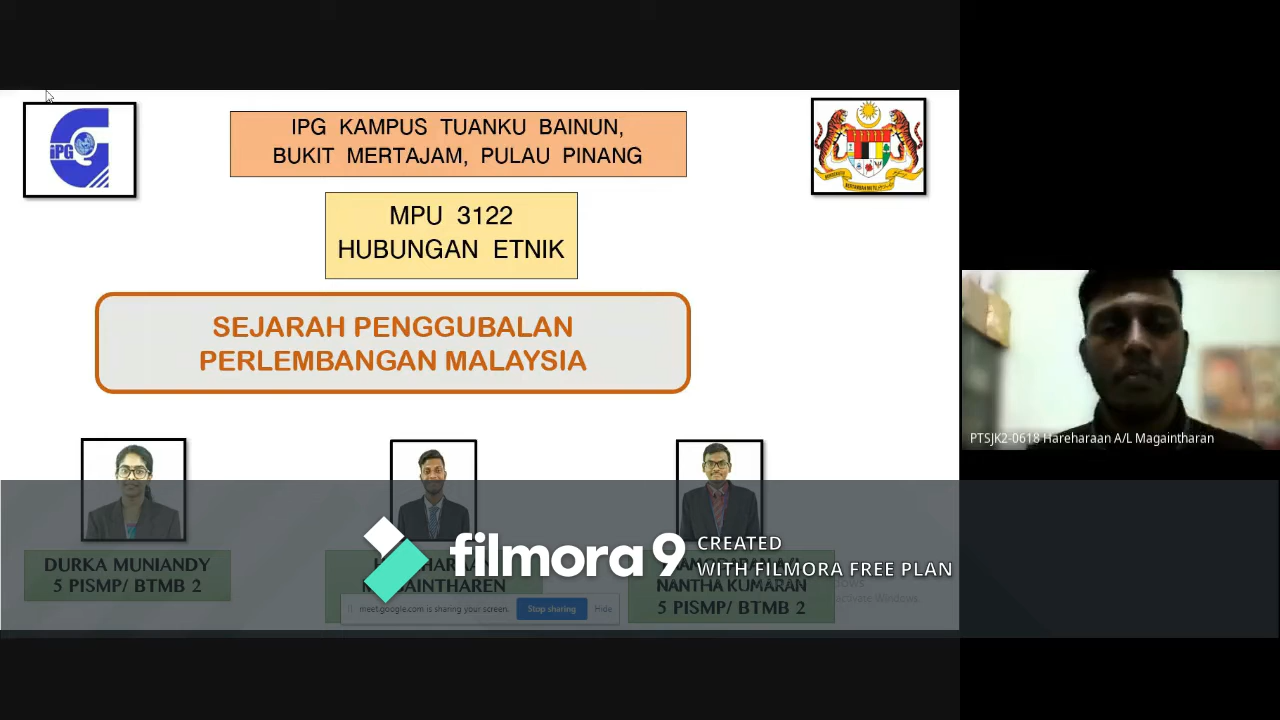 iPG
IPG KAMPUS TUANKU BAINUN,
BUKIT MERTAJAM, PULAU PINANG
MPU 3122
HUBUNGAN ETNIK
SEJARAH PENGGUBALAN
PERLEMBANGAN MALAYSIA
PTSJK2-0618 Hareharaan A/L Magaintharan
DURKA MUNIANDY
5 PISMP/ BTMB 2
NANTHA KUMARAN
5 PISMP/ BTMB 2
filmora 9
CREATED
WITH FILMORA FREE PLAN
meet.google.com is sharing your screen.
Stop sharing
Hide